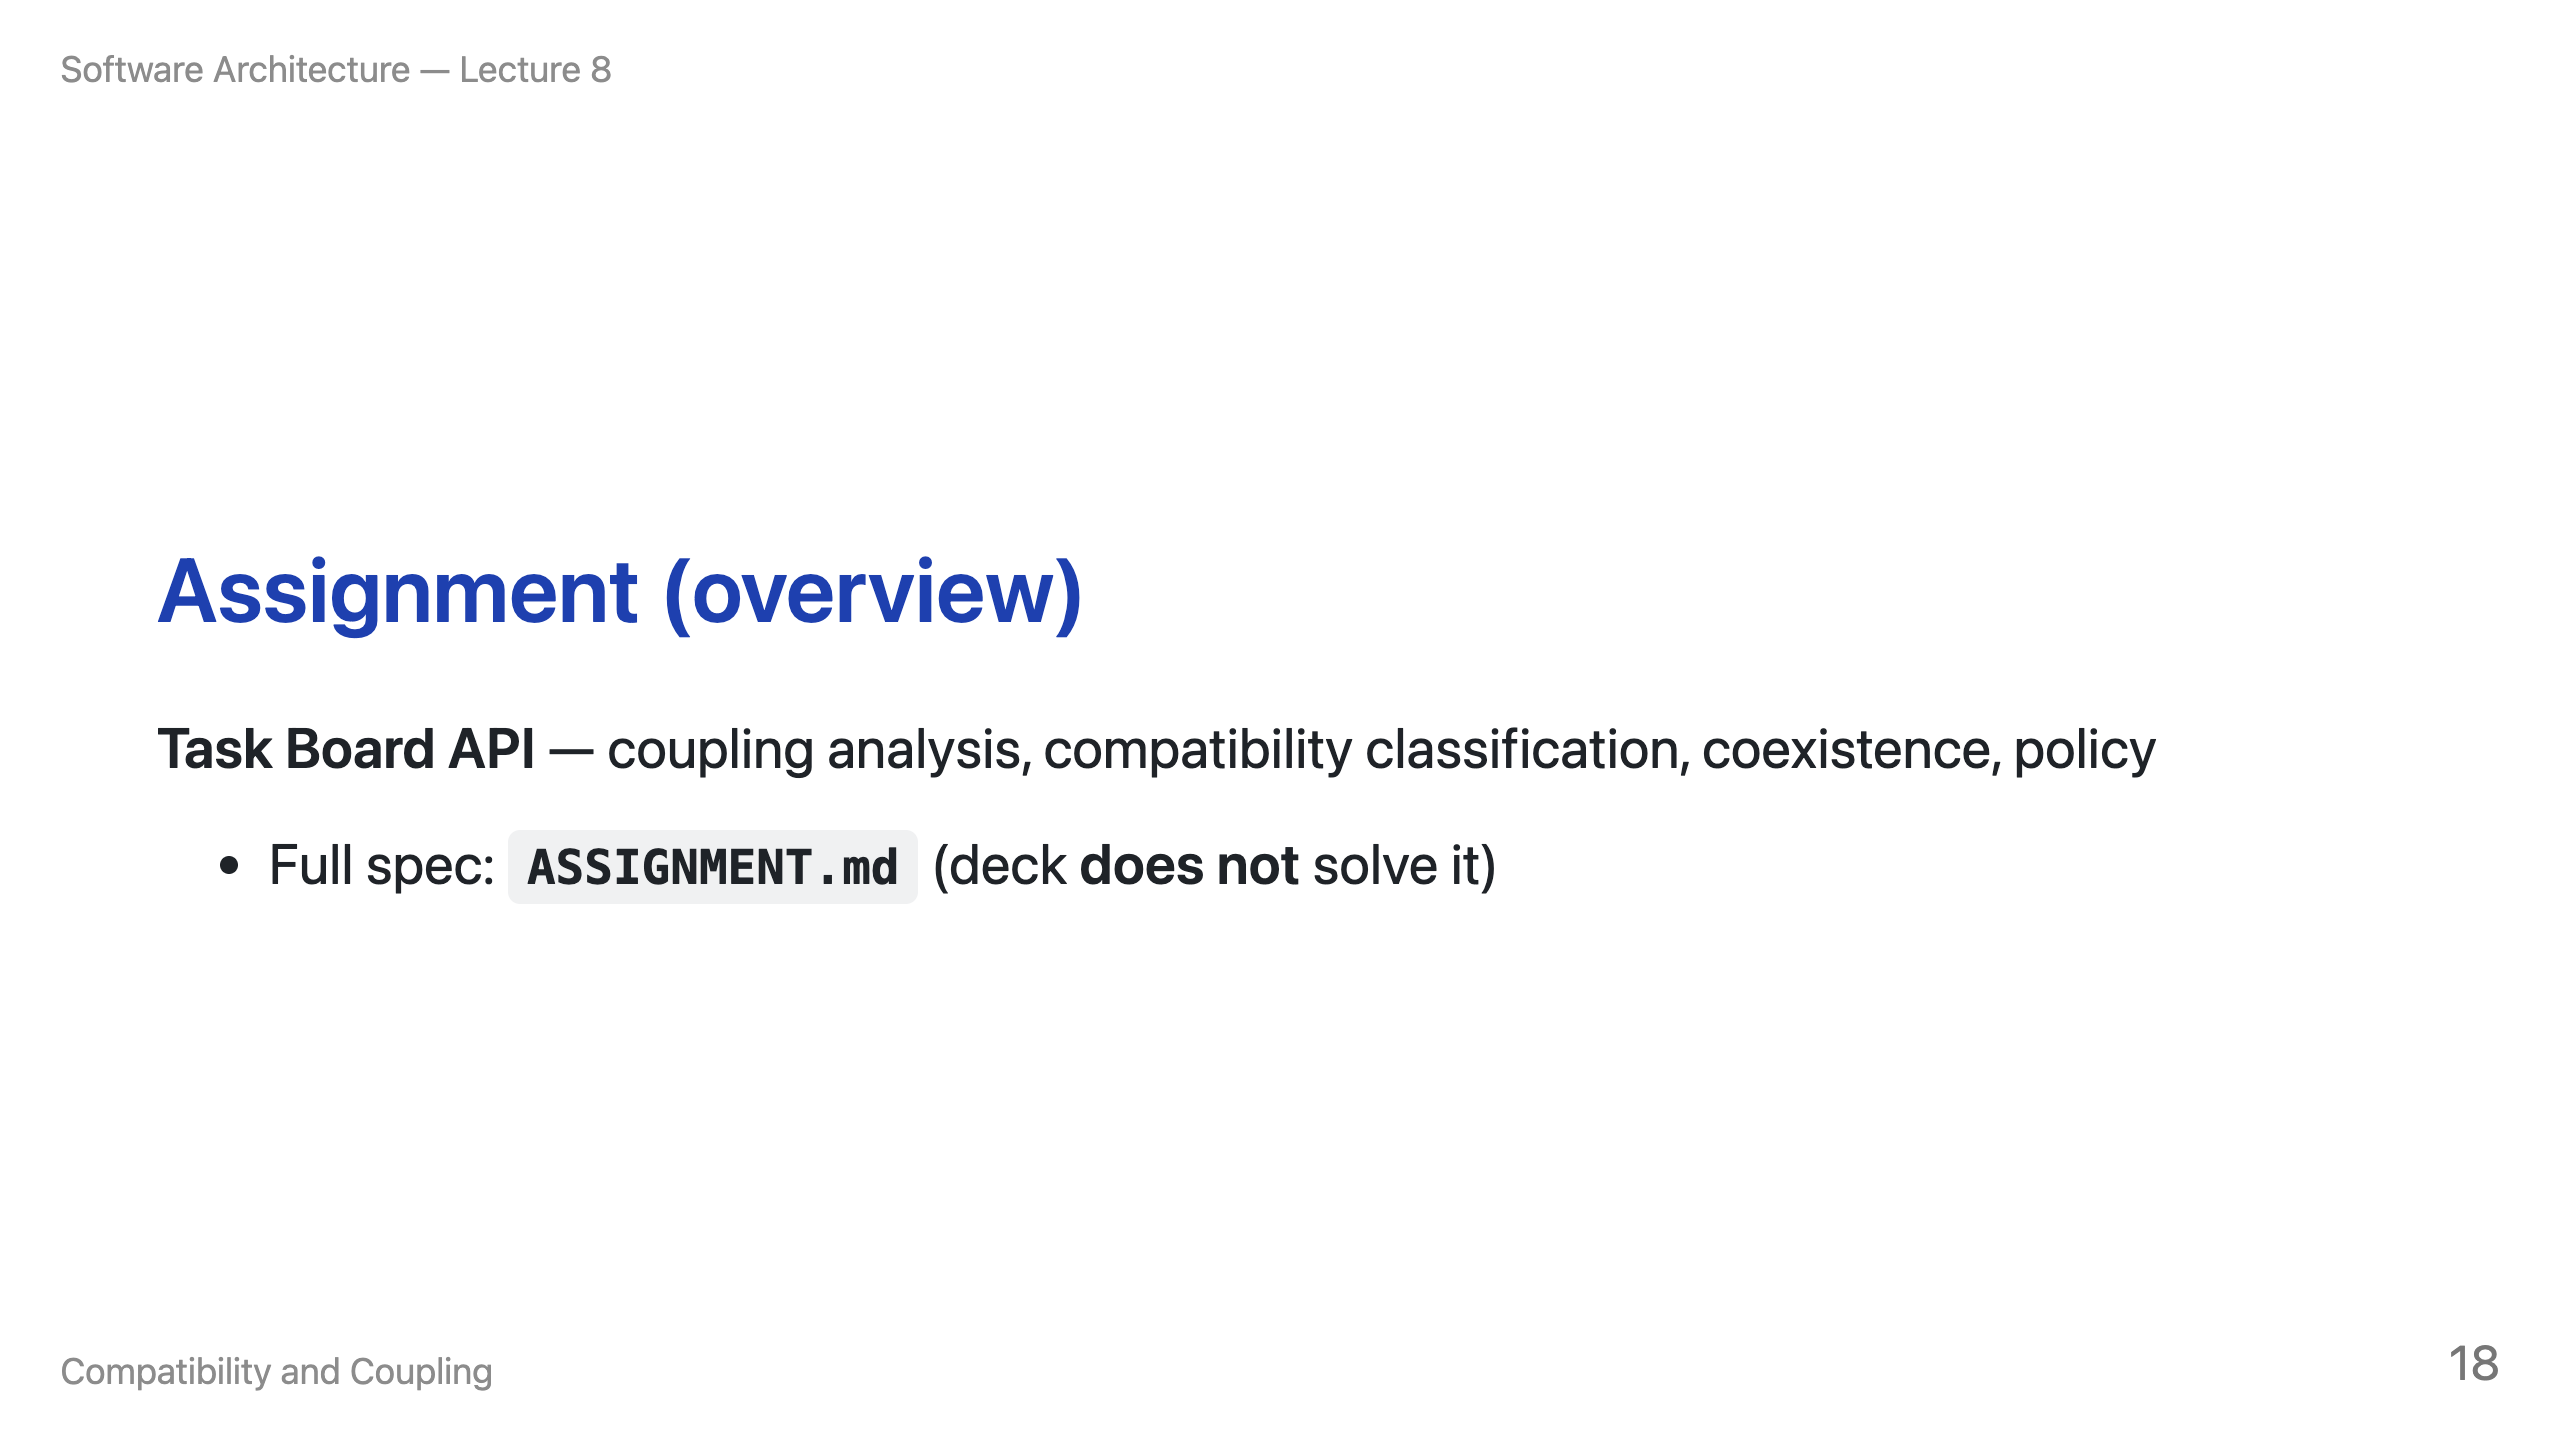 Software Architecture — Lecture 8
Assignment (overview)
Task Board API — coupling analysis, compatibility classification, coexistence, policy
• Full spec: ASSIGNMENT.md (deck does not solve it)
Compatibility and Coupling
18